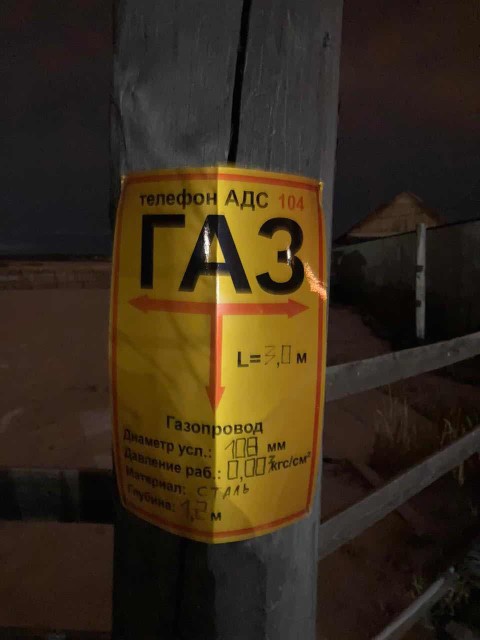 телефон АДС 104
ГАЗ
L=3,0 м
Газопровод
Диаметр усл.: 108 мм
Давление раб.: 0,003 кгс/см²
Материал: СТАЛЬ
Глубина: 1,2 м